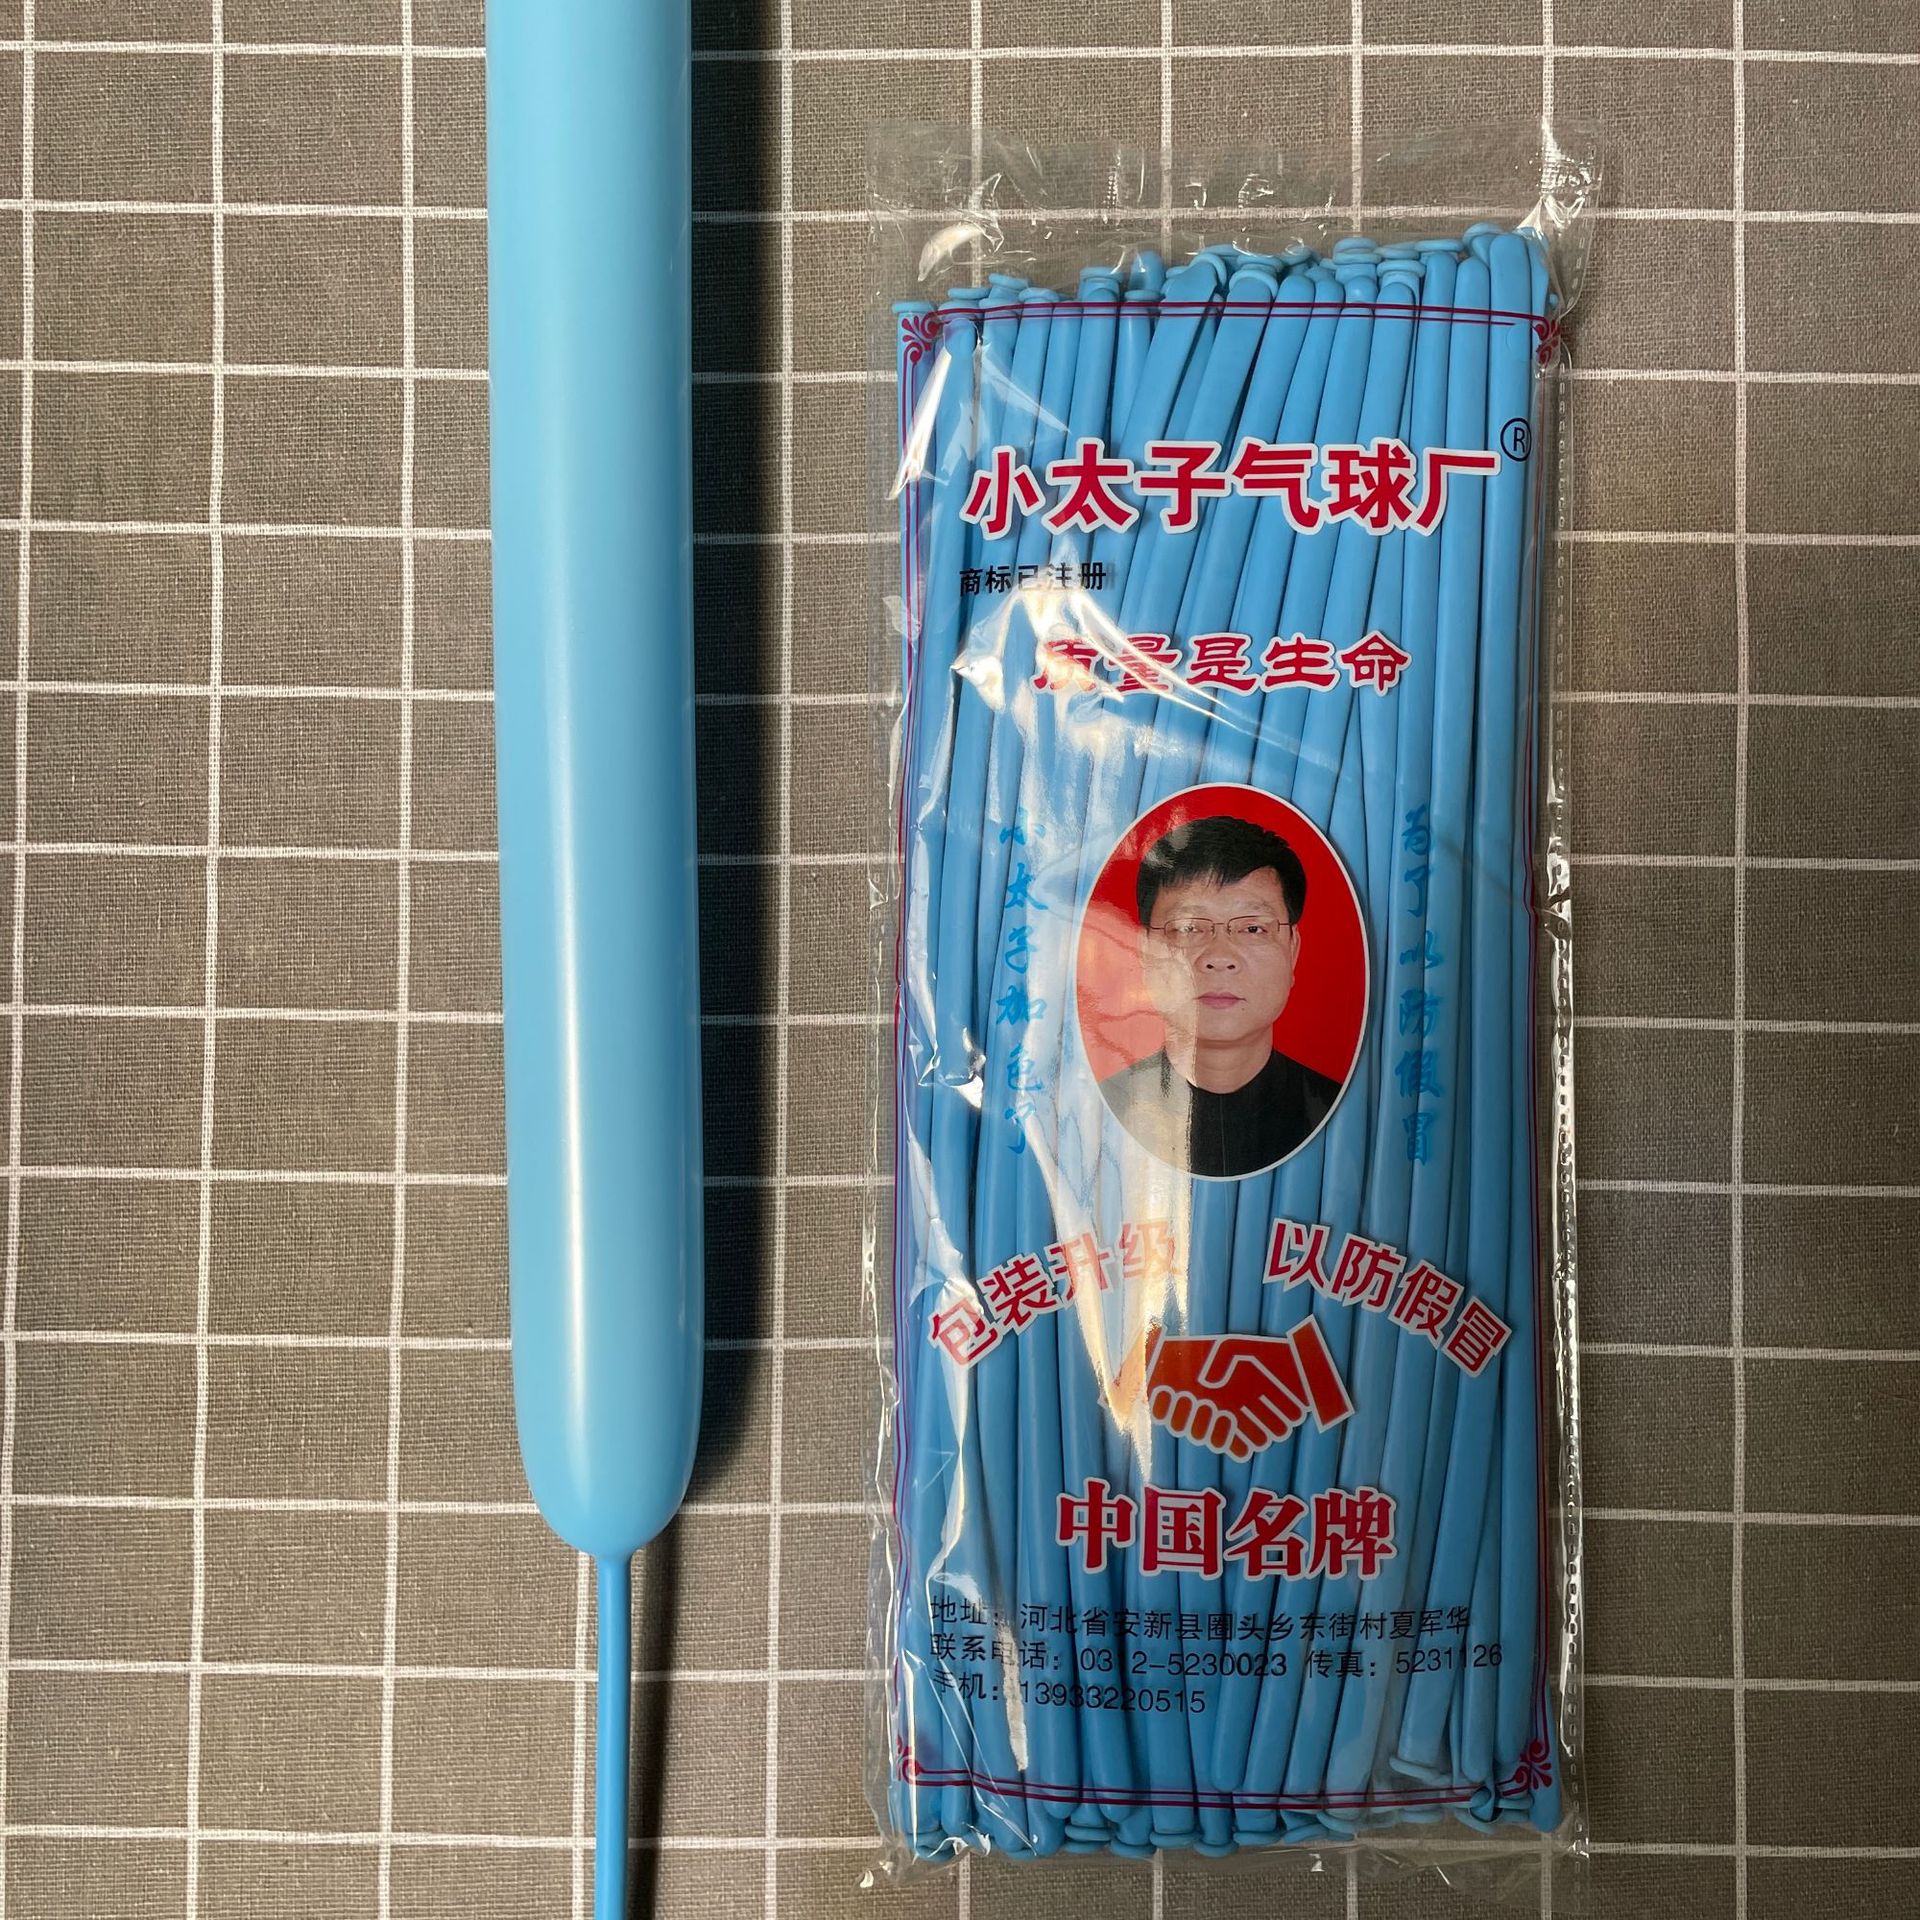 小太子气球厂®
商标已注册
质量是生命
小太子加色了
为了以防假冒
包装升级 以防假冒
中国名牌
地址：河北省安新县圈头乡东街村夏军华
联系电话：0312-5230023 传真：5231126
手机：13933220515